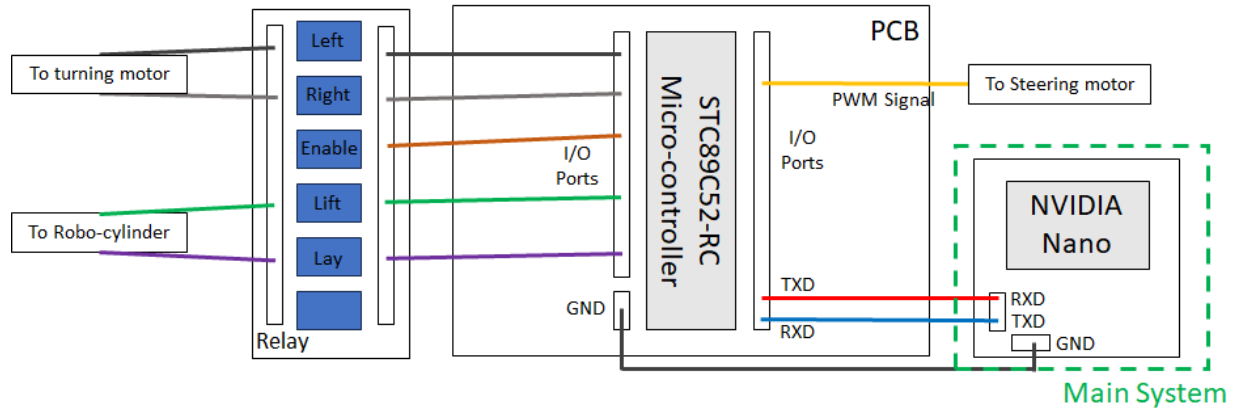 To turning motor
To Robo-cylinder
Left
Right
Enable
Lift
Lay
Relay
PCB
I/O
Ports
GND
STC89C52-RC
Micro-controller
I/O
Ports
PWM Signal
To Steering motor
TXD
RXD
NVIDIA
Nano
RXD
TXD
GND
Main System